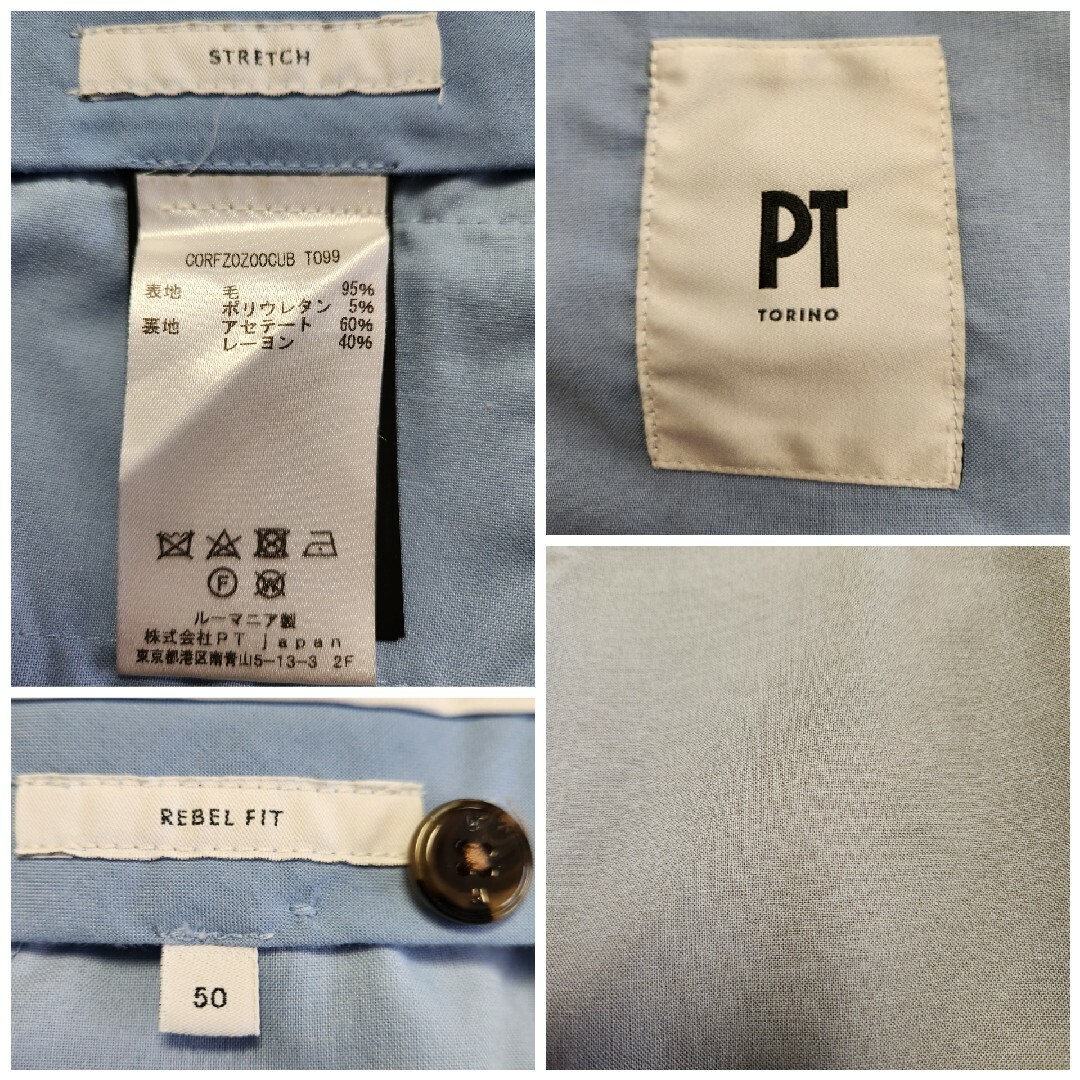 STRETCH
CORFZ0Z00CUB T099
表地 毛 95%
ポリウレタン 5%
裏地 アセテート 60%
レーヨン 40%
F
W
ルーマニア製
株式会社PT japan
東京都港区南青山5-13-3 2F
PT
TORINO
REBEL FIT
50